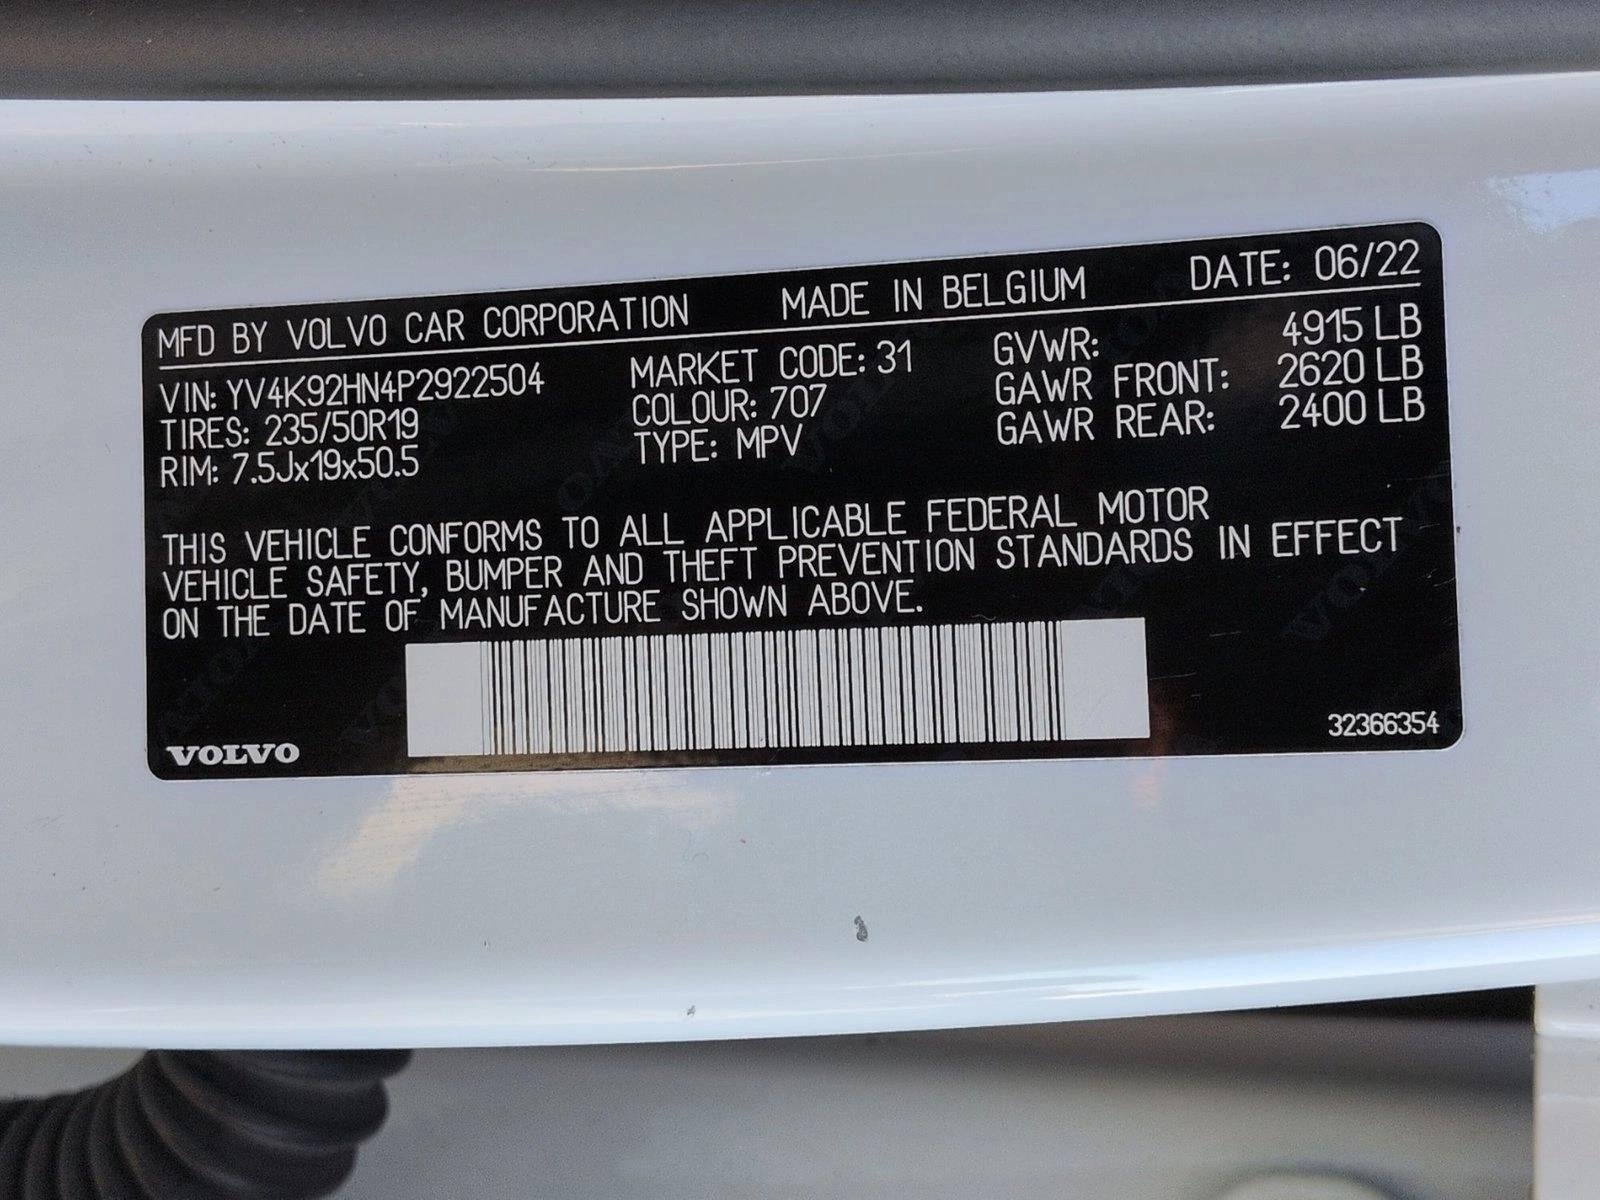 MFD BY VOLVO CAR CORPORATION MADE IN BELGIUM DATE: 06/22
VIN: YV4K92HN4P2922504 MARKET CODE: 31 GVWR: 4915 LB
TIRES: 235/50R19 COLOUR: 707 GAWR FRONT: 2620 LB
RIM: 7.5Jx19x50.5 TYPE: MPV GAWR REAR: 2400 LB
THIS VEHICLE CONFORMS TO ALL APPLICABLE FEDERAL MOTOR
VEHICLE SAFETY, BUMPER AND THEFT PREVENTION STANDARDS IN EFFECT
ON THE DATE OF MANUFACTURE SHOWN ABOVE.
VOLVO 32366354